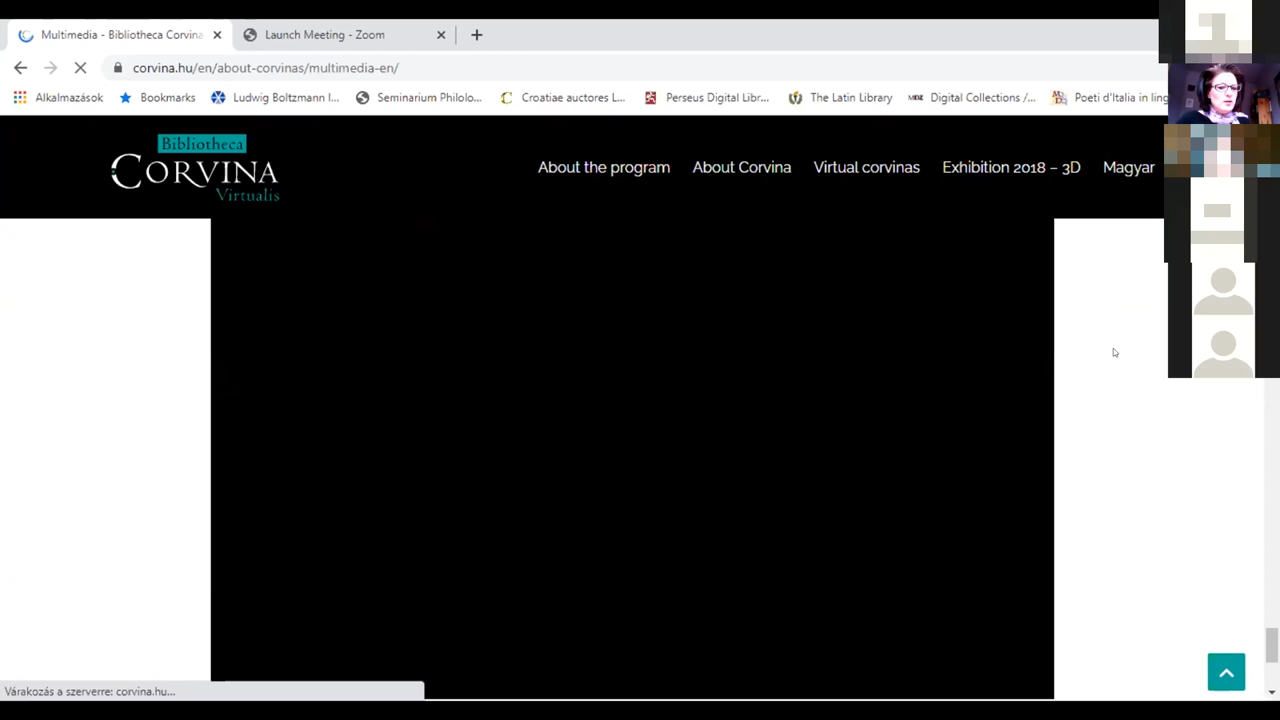 Multimedia - Bibliotheca Corvina
Launch Meeting - Zoom
corvina.hu/en/about-corvinas/multimedia-en/
Alkalmazások Bookmarks Ludwig Boltzmann I... Seminarium Philolo... Croatiae auctores L... Perseus Digital Libr... The Latin Library Digital Collections /... Poeti d'Italia in ling
Bibliotheca
CORVINA
Virtualis
About the program About Corvina Virtual corvinas Exhibition 2018 – 3D Magyar
Várakozás a szerverre: corvina.hu...